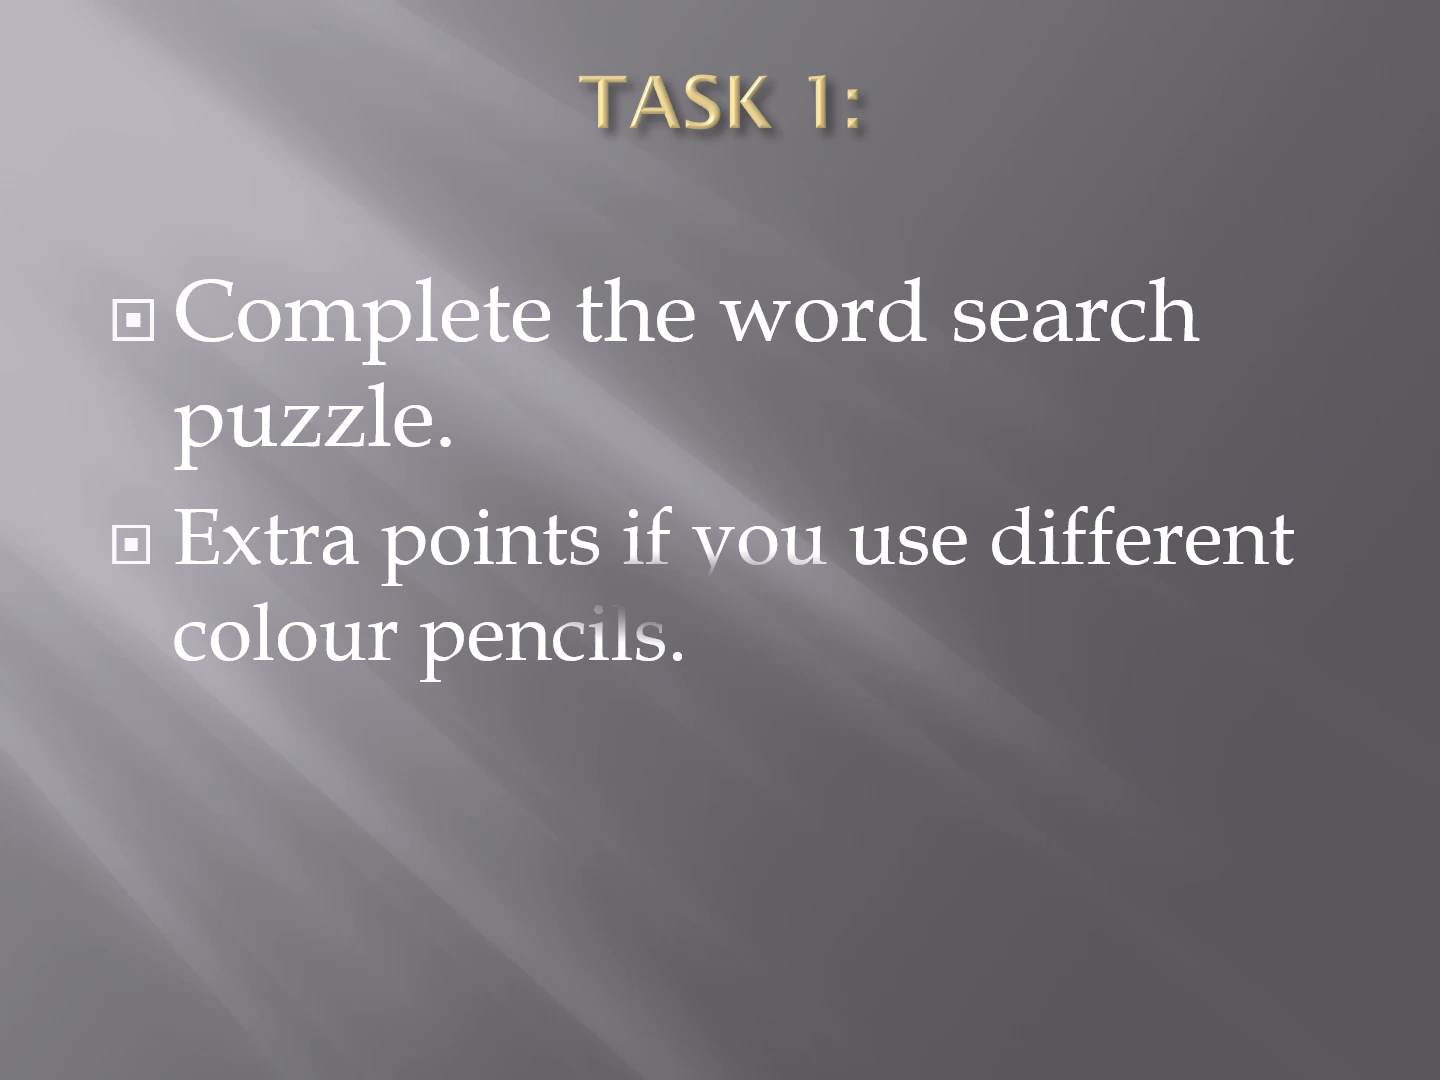 TASK 1:
Complete the word search
puzzle.
Extra points if you use different
colour pencils.